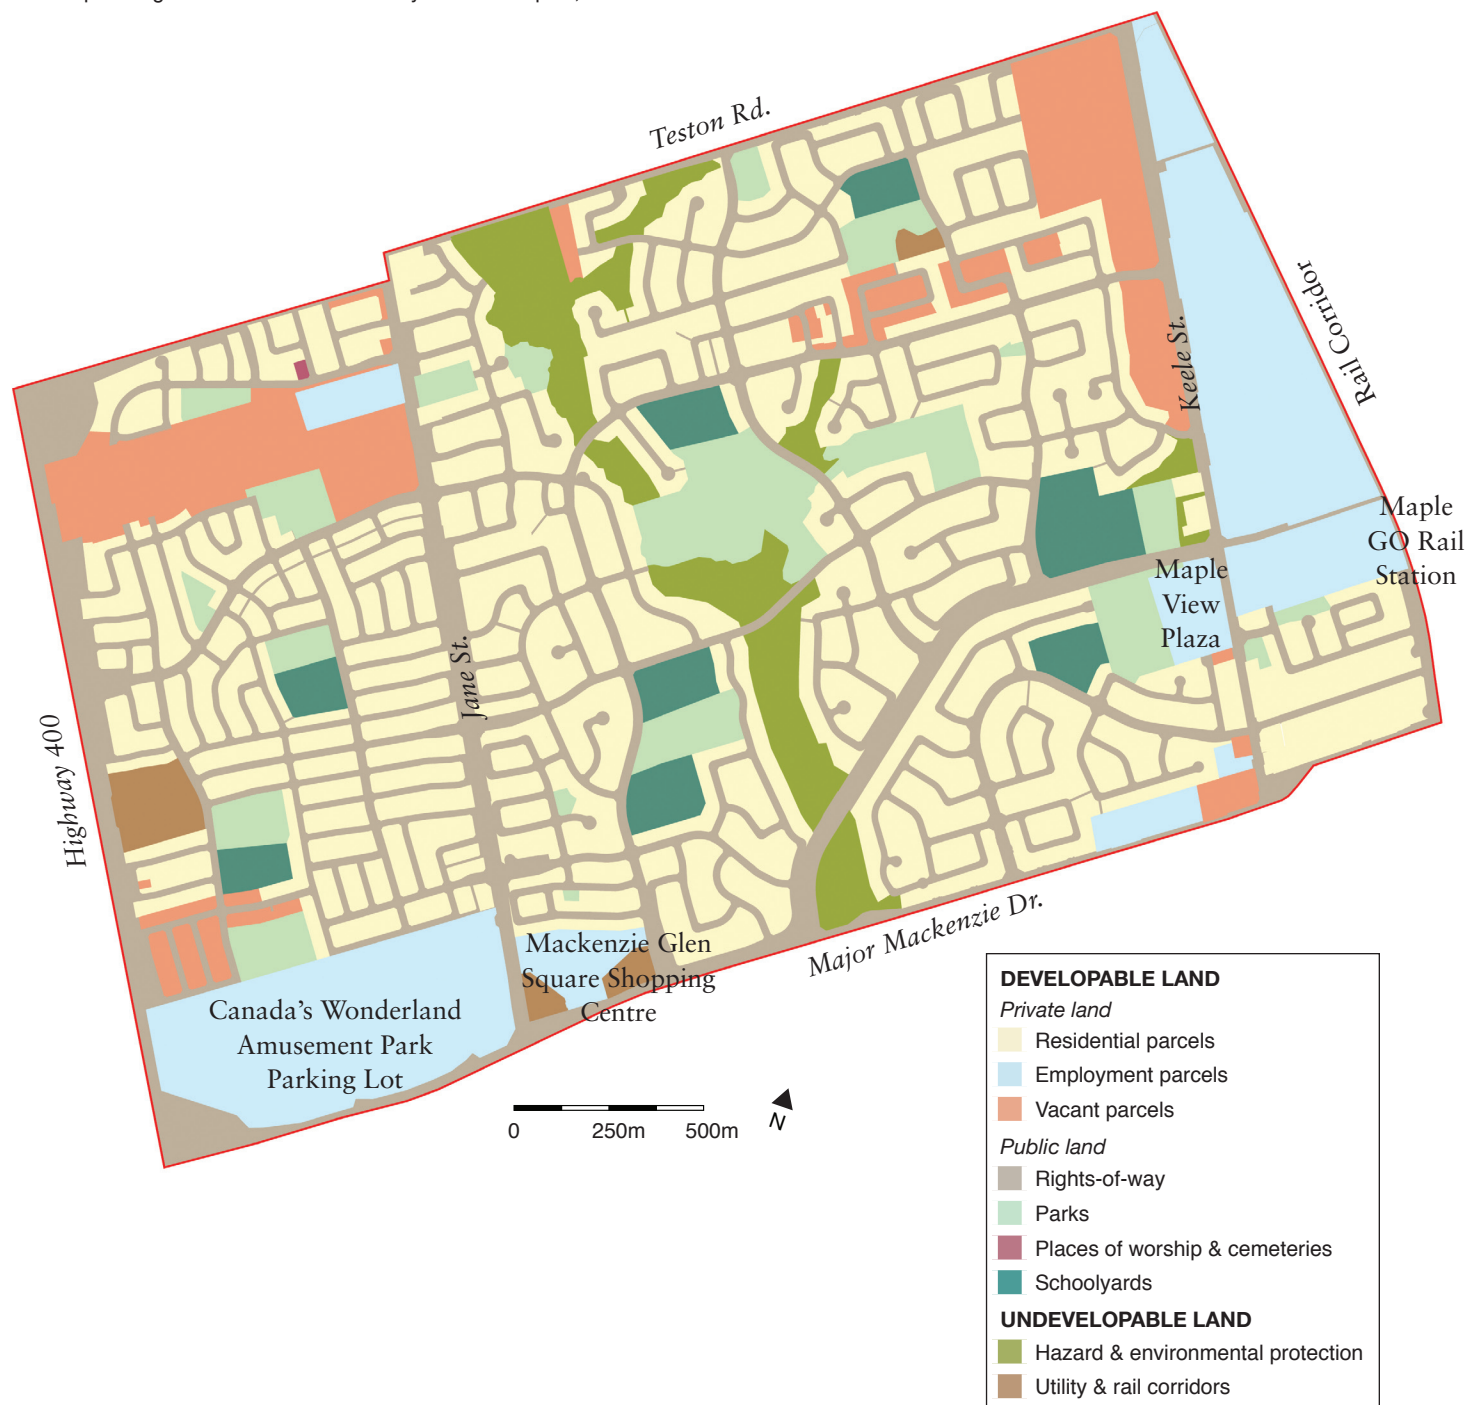 Teston Rd.
Rail Corridor
Keele St.
Maple
GO Rail
Station
Maple
View
Plaza
Jane St.
Highway 400
Mackenzie Glen
Square Shopping
Centre
Major Mackenzie Dr.
Canada's Wonderland
Amusement Park
Parking Lot
0 250m 500m
N
DEVELOPABLE LAND
Private land
Residential parcels
Employment parcels
Vacant parcels
Public land
Rights-of-way
Parks
Places of worship & cemeteries
Schoolyards
UNDEVELOPABLE LAND
Hazard & environmental protection
Utility & rail corridors